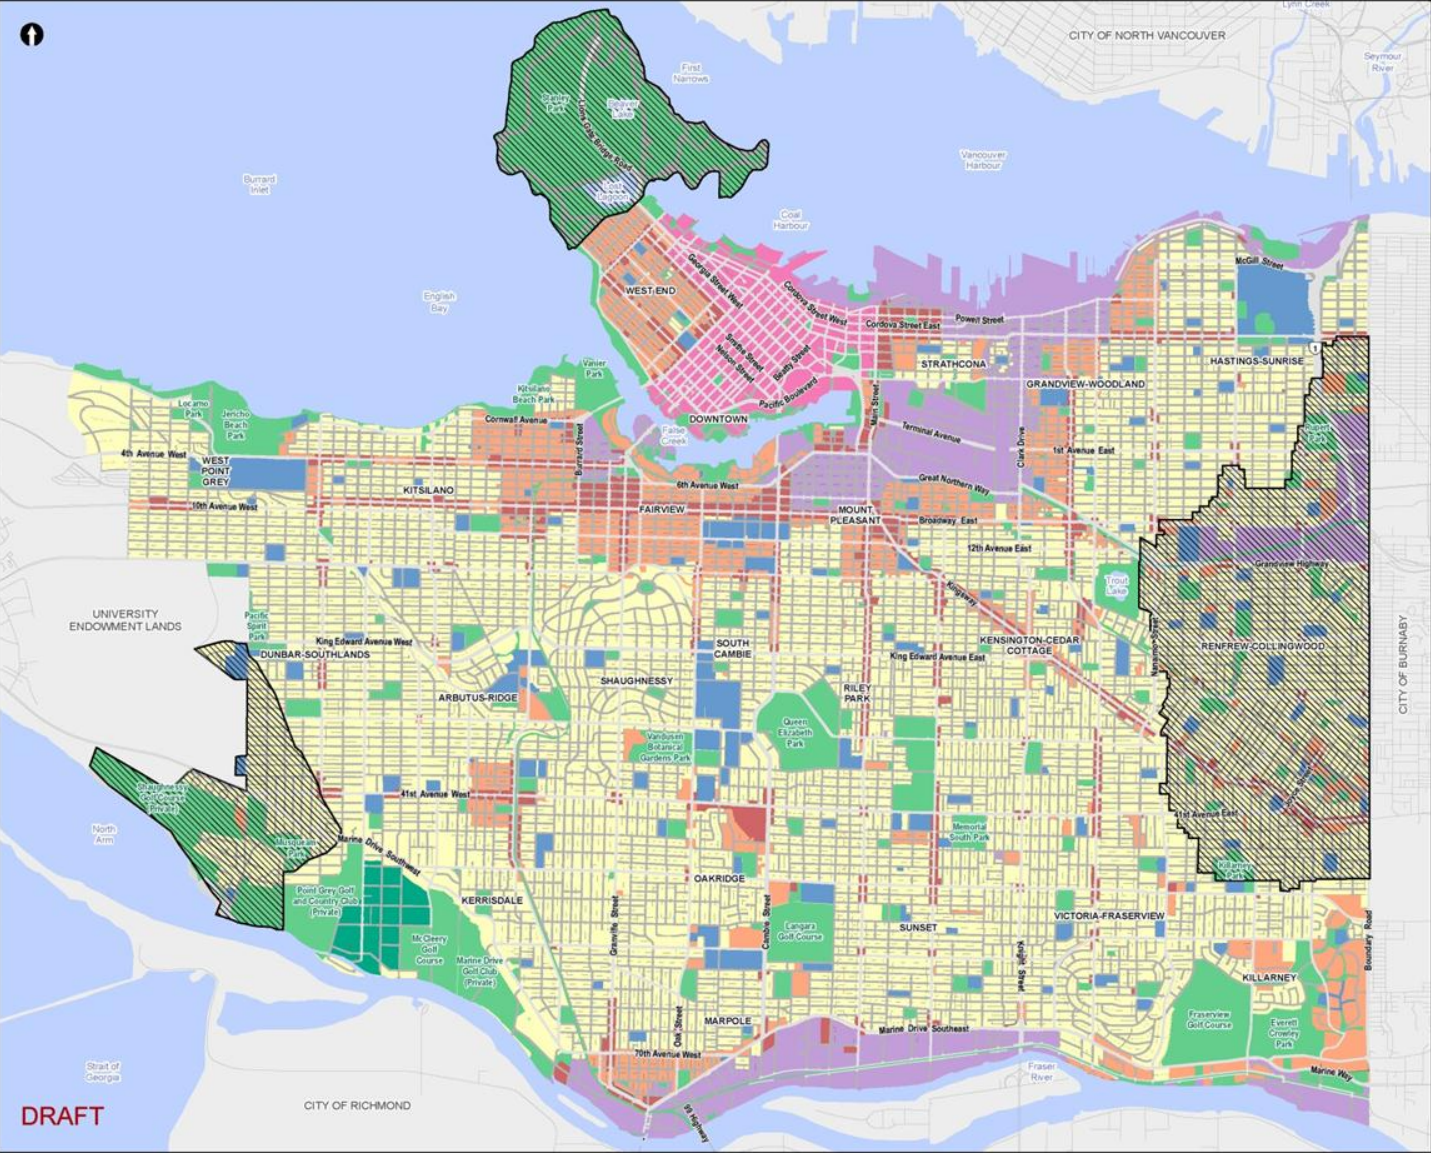 Lynn Creek
CITY OF NORTH VANCOUVER
Seymour
River
First
Narrows
Stanley
Park
Beaver
Lake
Lions Gate Bridge Road
Vancouver
Harbour
Burrard
Inlet
Lost
Lagoon
Coal
Harbour
McGill Street
Georgia Street West
WEST END
English
Bay
Cordova Street West
Cordova Street East
Powell Street
Smithe Street
Nelson Street
Beatty Street
1
HASTINGS-SUNRISE
STRATHCONA
Vanier
Park
GRANDVIEW-WOODLAND
Kitsilano
Beach Park
Pacific Boulevard
Main Street
Locarno
Park
Jericho
Beach
Park
Cornwall Avenue
DOWNTOWN
False
Creek
Terminal Avenue
Rupert
Park
Burrard Street
Clark Drive
1st Avenue East
4th Avenue West
WEST
POINT
GREY
KITSILANO
6th Avenue West
Great Northern Way
10th Avenue West
FAIRVIEW
MOUNT
PLEASANT
Broadway East
12th Avenue East
Grandview Highway
Trout
Lake
Kingsway
UNIVERSITY
ENDOWMENT LANDS
Pacific
Spirit
Park
King Edward Avenue West
DUNBAR-SOUTHLANDS
SOUTH
CAMBIE
KENSINGTON-CEDAR
COTTAGE
King Edward Avenue East
Nanaimo Street
RENFREW-COLLINGWOOD
CITY OF BURNABY
SHAUGHNESSY
ARBUTUS-RIDGE
RILEY
PARK
Queen
Elizabeth
Park
Vandusen
Botanical
Gardens Park
Shaughnessy
Golf Course
(Private)
41st Avenue West
Joyce Street
41st Avenue East
North
Arm
Musqueam
Park
Marine Drive Southwest
Memorial
South Park
Killarney
Park
OAKRIDGE
Point Grey Golf
and Country Club
(Private)
KERRISDALE
Granville Street
Cambie Street
Langara
Golf Course
SUNSET
VICTORIA-FRASERVIEW
Boundary Road
McCleery
Golf
Course
Marine Drive
Golf Club
(Private)
Knight Street
KILLARNEY
Fraserview
Golf Course
Everett
Crowley
Park
Oak Street
MARPOLE
Marine Drive Southeast
70th Avenue West
Strait of
Georgia
Fraser
River
Marine Way
CITY OF RICHMOND
99 Highway
DRAFT